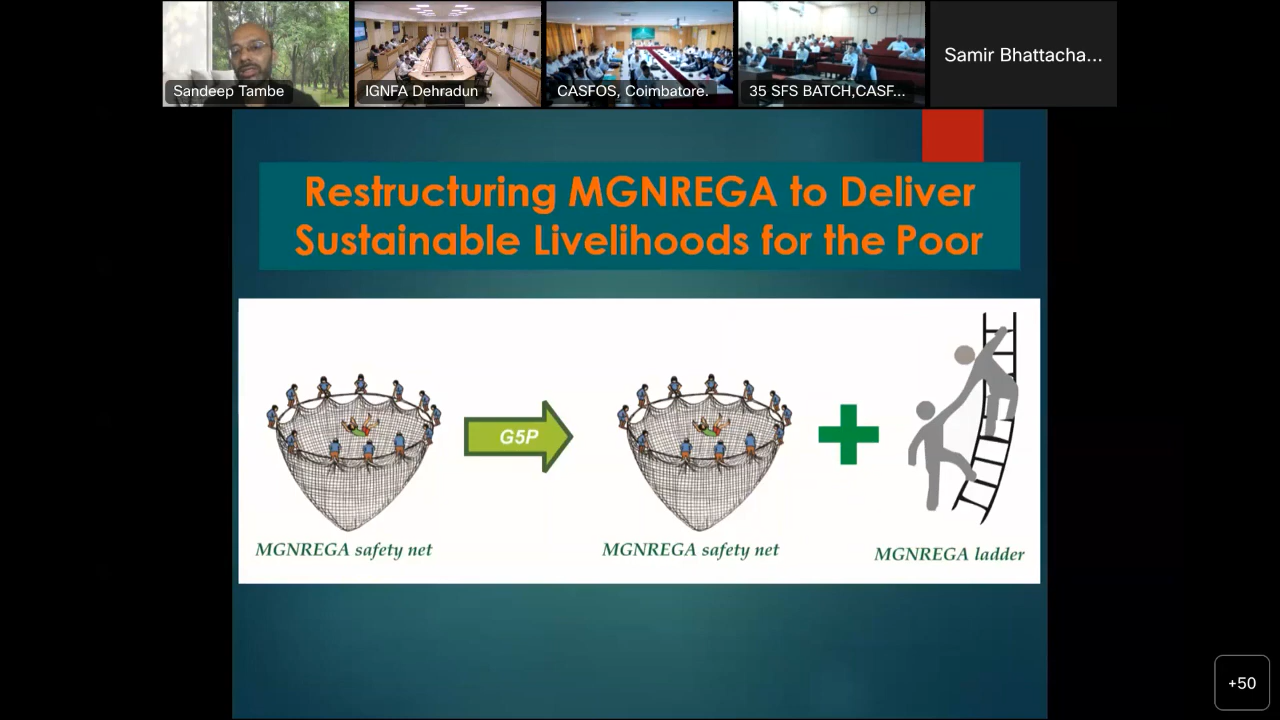 Sandeep Tambe
IGNFA Dehradun
CASFOS, Coimbatore.
35 SFS BATCH,CASF...
Samir Bhattacha...
Restructuring MGNREGA to Deliver
Sustainable Livelihoods for the Poor
G5P
MGNREGA safety net
MGNREGA safety net
MGNREGA ladder
+50